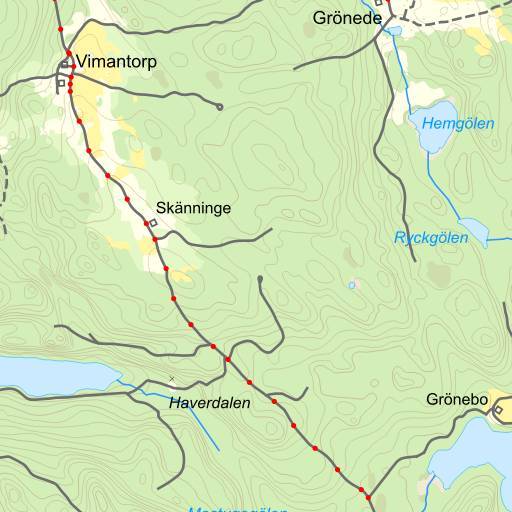 Grönede
Vimantorp
Hemgölen
Skänninge
Ryckgölen
Grönebo
Haverdalen